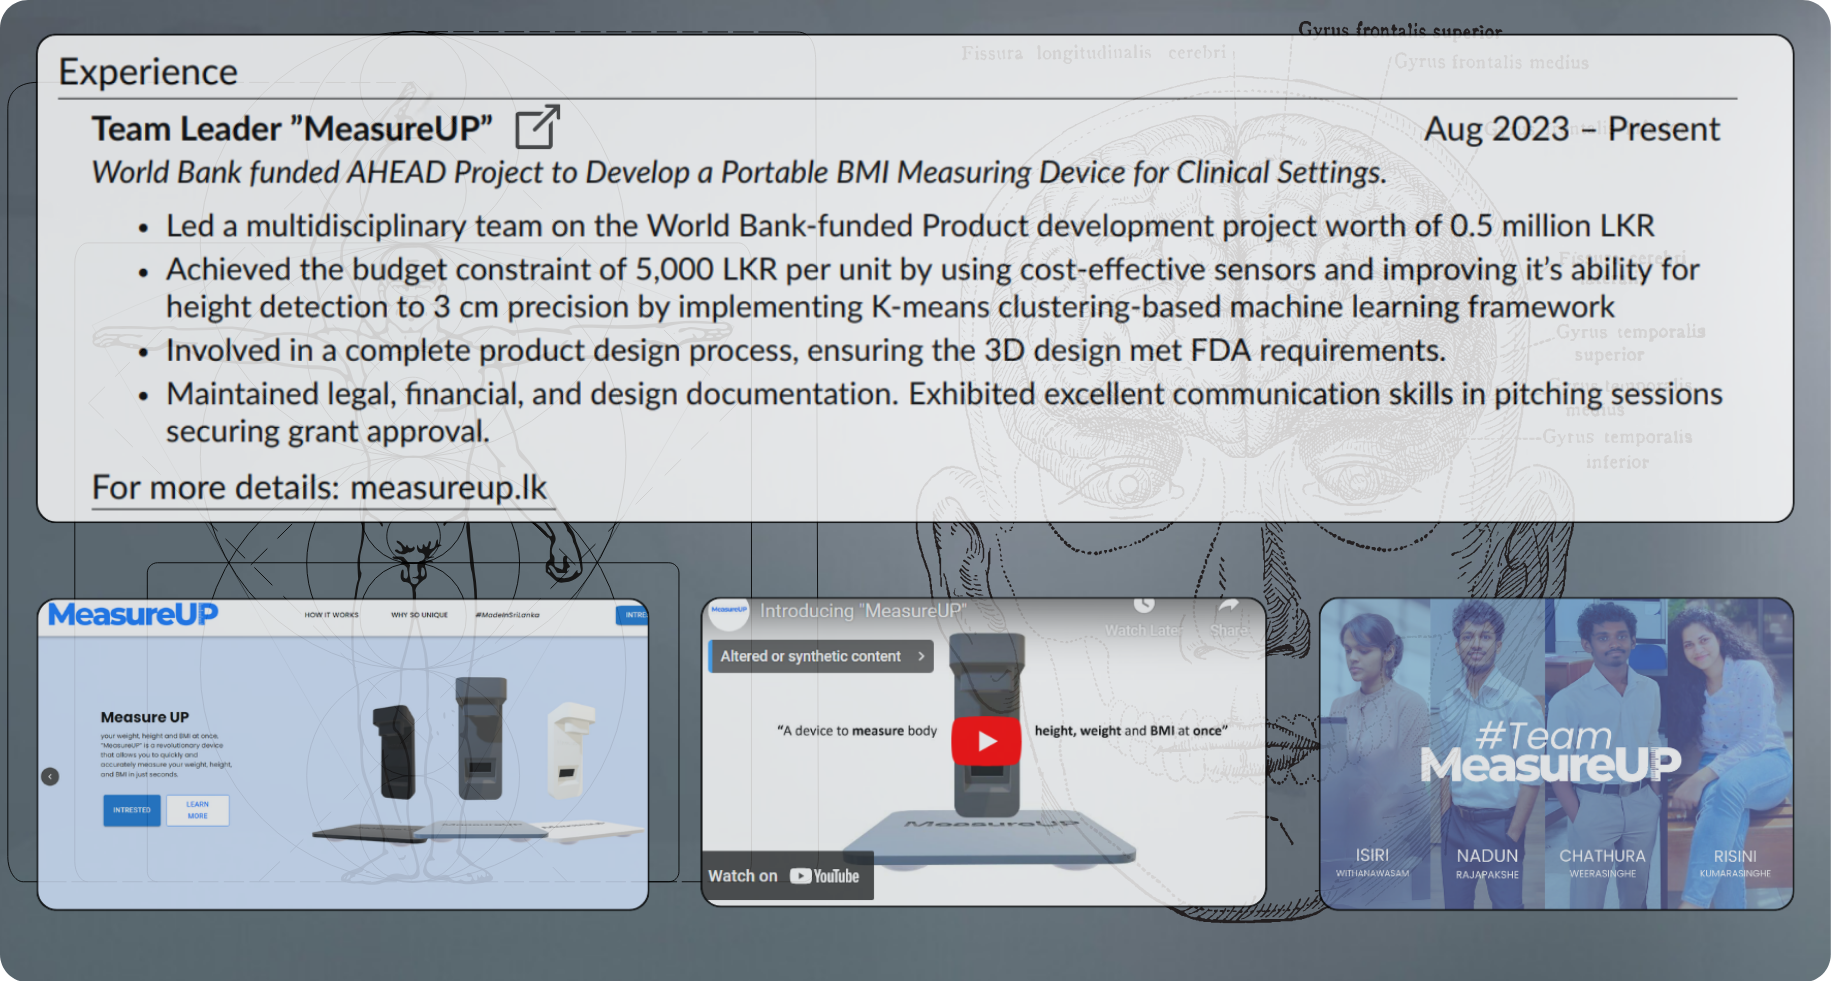 Gyrus frontalis superior
Fissura longitudinalis cerebri
Gyrus frontalis medius
Experience
Team Leader ”MeasureUP”
Aug 2023 – Present
World Bank funded AHEAD Project to Develop a Portable BMI Measuring Device for Clinical Settings.
• Led a multidisciplinary team on the World Bank-funded Product development project worth of 0.5 million LKR
• Achieved the budget constraint of 5,000 LKR per unit by using cost-effective sensors and improving it’s ability for
height detection to 3 cm precision by implementing K-means clustering-based machine learning framework
• Involved in a complete product design process, ensuring the 3D design met FDA requirements.
• Maintained legal, financial, and design documentation. Exhibited excellent communication skills in pitching sessions
securing grant approval.
For more details: measureup.lk
Gyrus temporalis
superior
Gyrus temporalis
medius
Gyrus temporalis
inferior
MeasureUP
HOW IT WORKS
WHY SO UNIQUE
#MadeInSriLanka
INTRE
Measure UP
your weight, height and BMI at once,
"MeasureUP" is a revolutionary device
that allows you to quickly and
accurately measure your weight, height,
and BMI in just seconds.
INTRESTED
LEARN
MORE
MeasureUP
Introducing "MeasureUP"
Watch Later
Share
Altered or synthetic content
“A device to measure body height, weight and BMI at once”
MeasureUP
Watch on YouTube
#Team
MeasureUP
ISIRI
WITHANAWASAM
NADUN
RAJAPAKSHE
CHATHURA
WEERASINGHE
RISINI
KUMARASINGHE